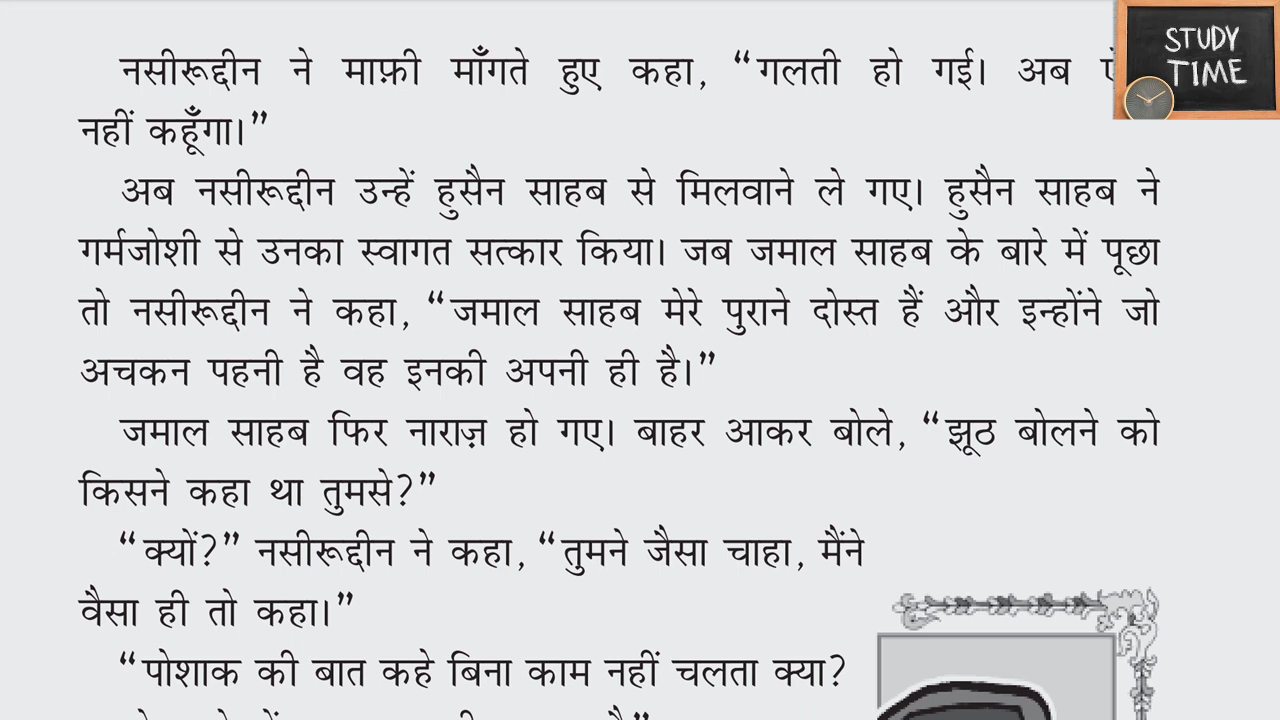 नसीरूद्दीन ने माफ़ी माँगते हुए कहा, “गलती हो गई। अब
नहीं कहूँगा।”
अब नसीरूद्दीन उन्हें हुसैन साहब से मिलवाने ले गए। हुसैन साहब ने
गर्मजोशी से उनका स्वागत सत्कार किया। जब जमाल साहब के बारे में पूछा
तो नसीरूद्दीन ने कहा, “जमाल साहब मेरे पुराने दोस्त हैं और इन्होंने जो
अचकन पहनी है वह इनकी अपनी ही है।”
जमाल साहब फिर नाराज़ हो गए। बाहर आकर बोले, “झूठ बोलने को
किसने कहा था तुमसे?”
“क्यों?” नसीरूद्दीन ने कहा, “तुमने जैसा चाहा, मैंने
वैसा ही तो कहा।”
“पोशाक की बात कहे बिना काम नहीं चलता क्या?
STUDY
TIME